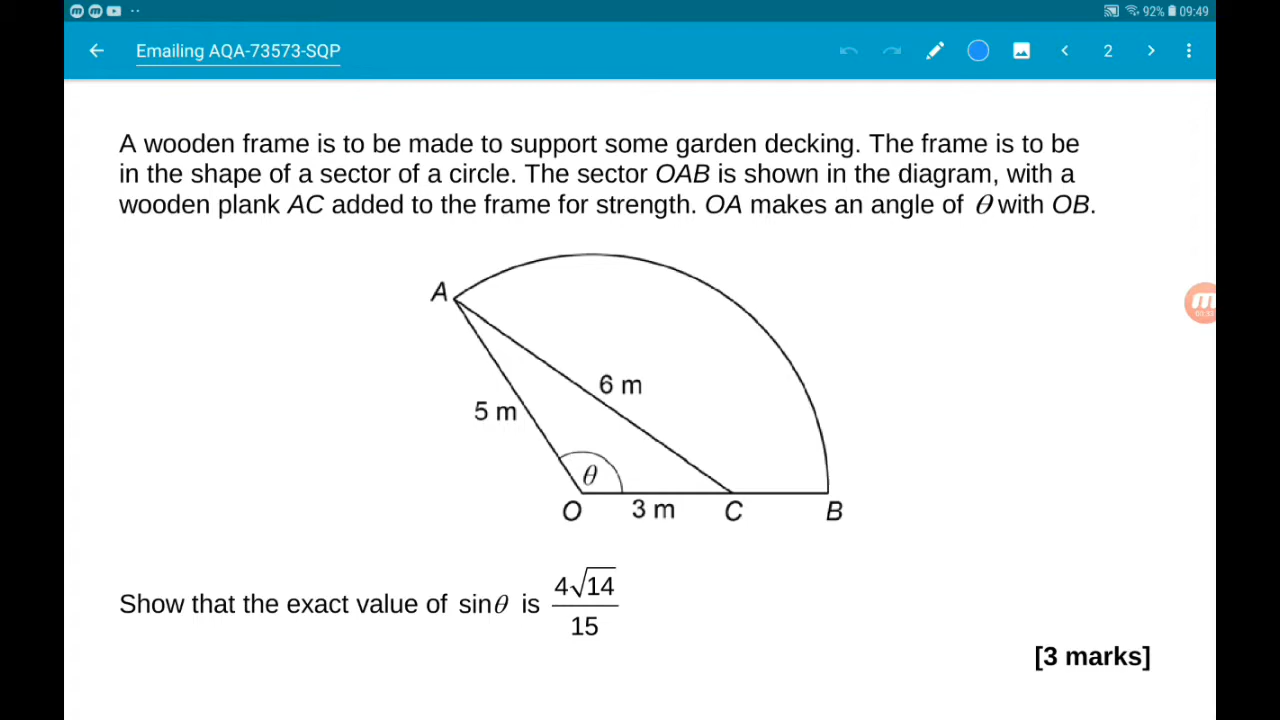 92% 09:49
Emailing AQA-73573-SQP
2
A wooden frame is to be made to support some garden decking. The frame is to be
in the shape of a sector of a circle. The sector OAB is shown in the diagram, with a
wooden plank AC added to the frame for strength. OA makes an angle of θ with OB.
A
6 m
5 m
θ
O 3 m C B
Show that the exact value of sinθ is 4√14/15
[3 marks]